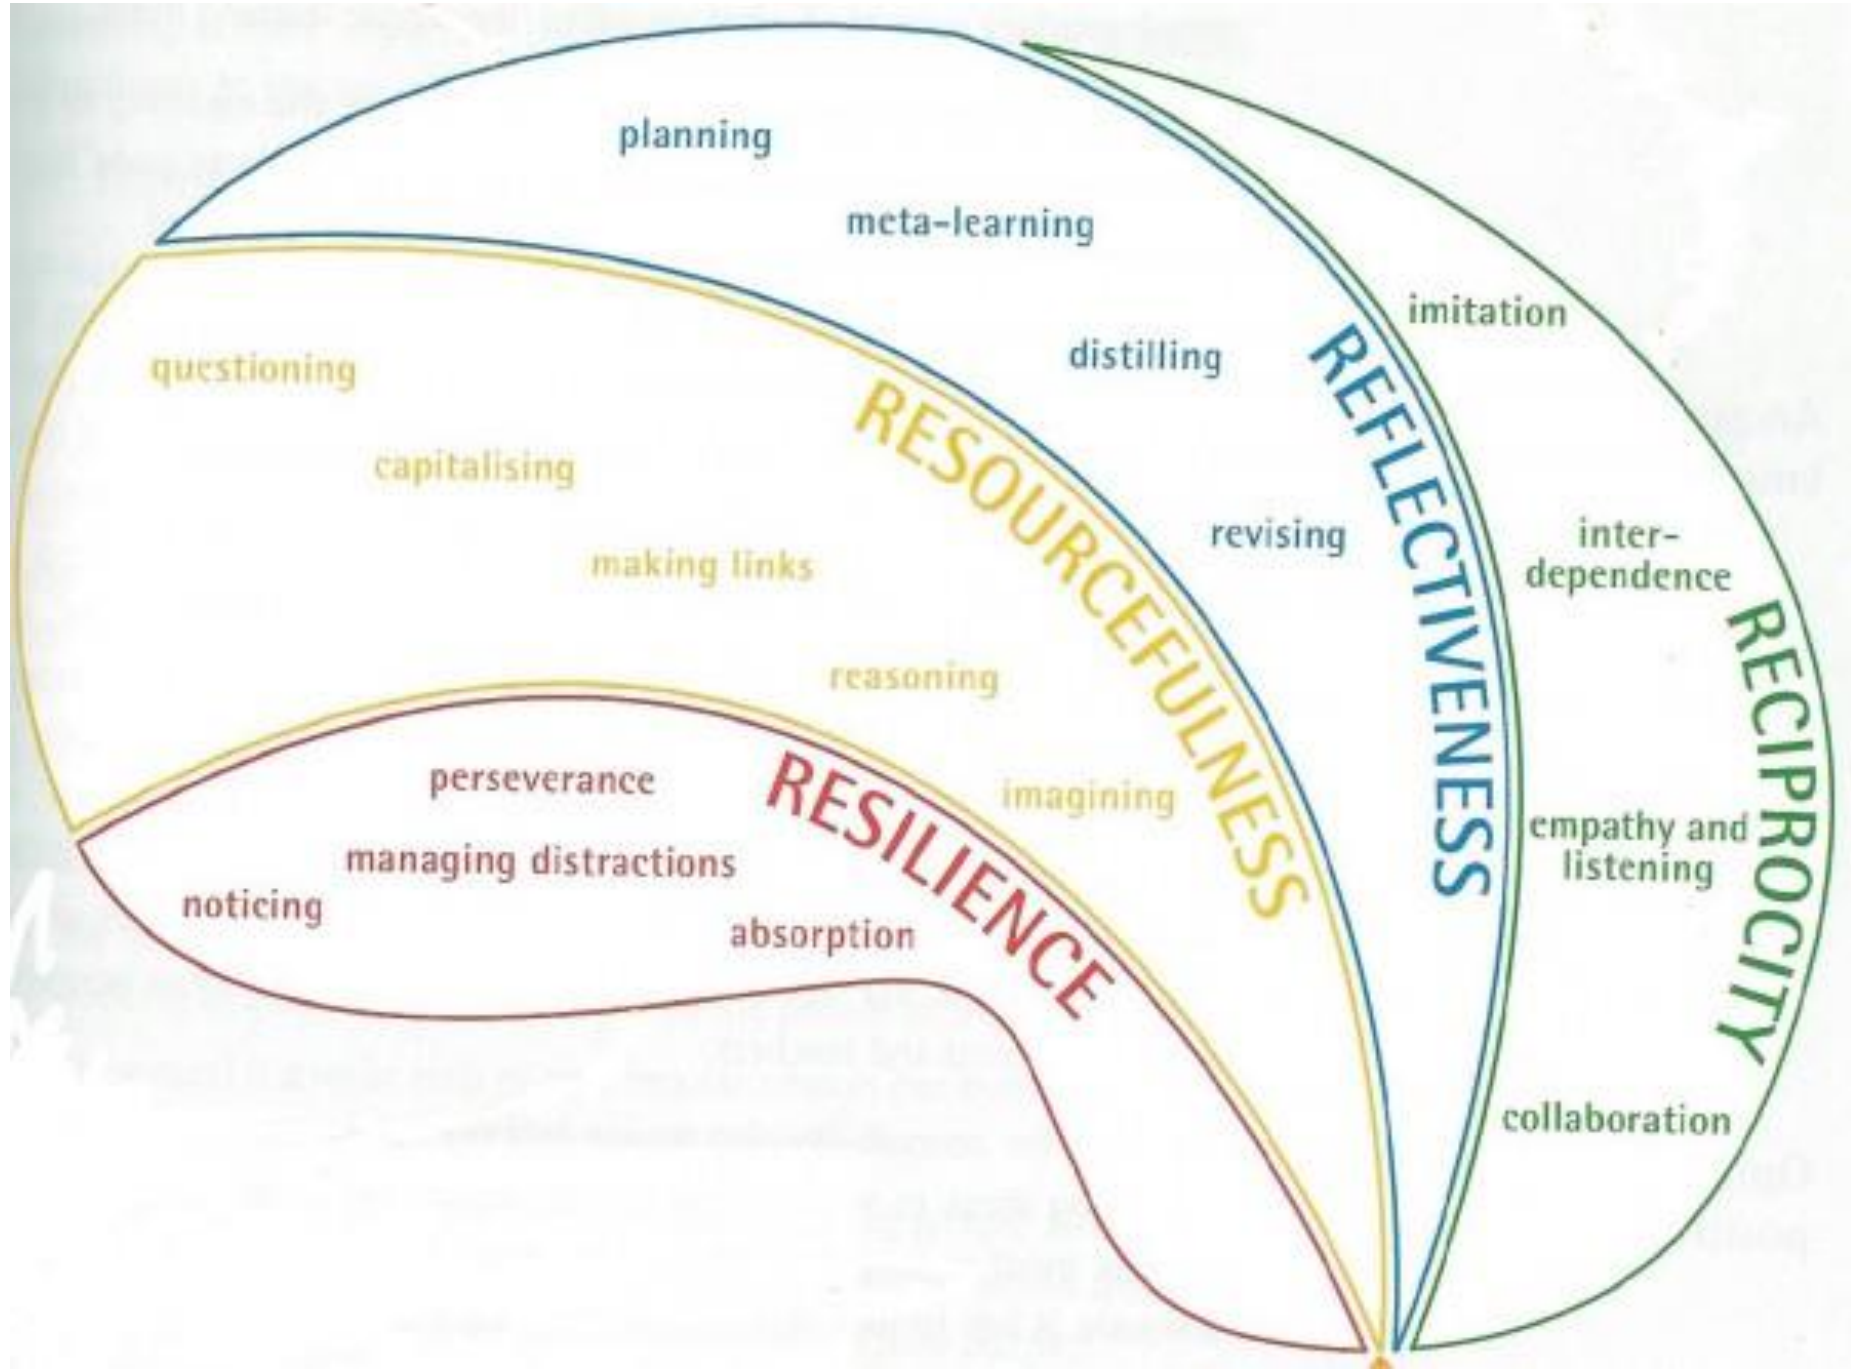 planning
meta-learning
distilling
revising
REFLECTIVENESS
imitation
inter-
dependence
empathy and
listening
collaboration
RECIPROCITY
questioning
capitalising
making links
reasoning
imagining
RESOURCEFULNESS
perseverance
managing distractions
noticing
absorption
RESILIENCE